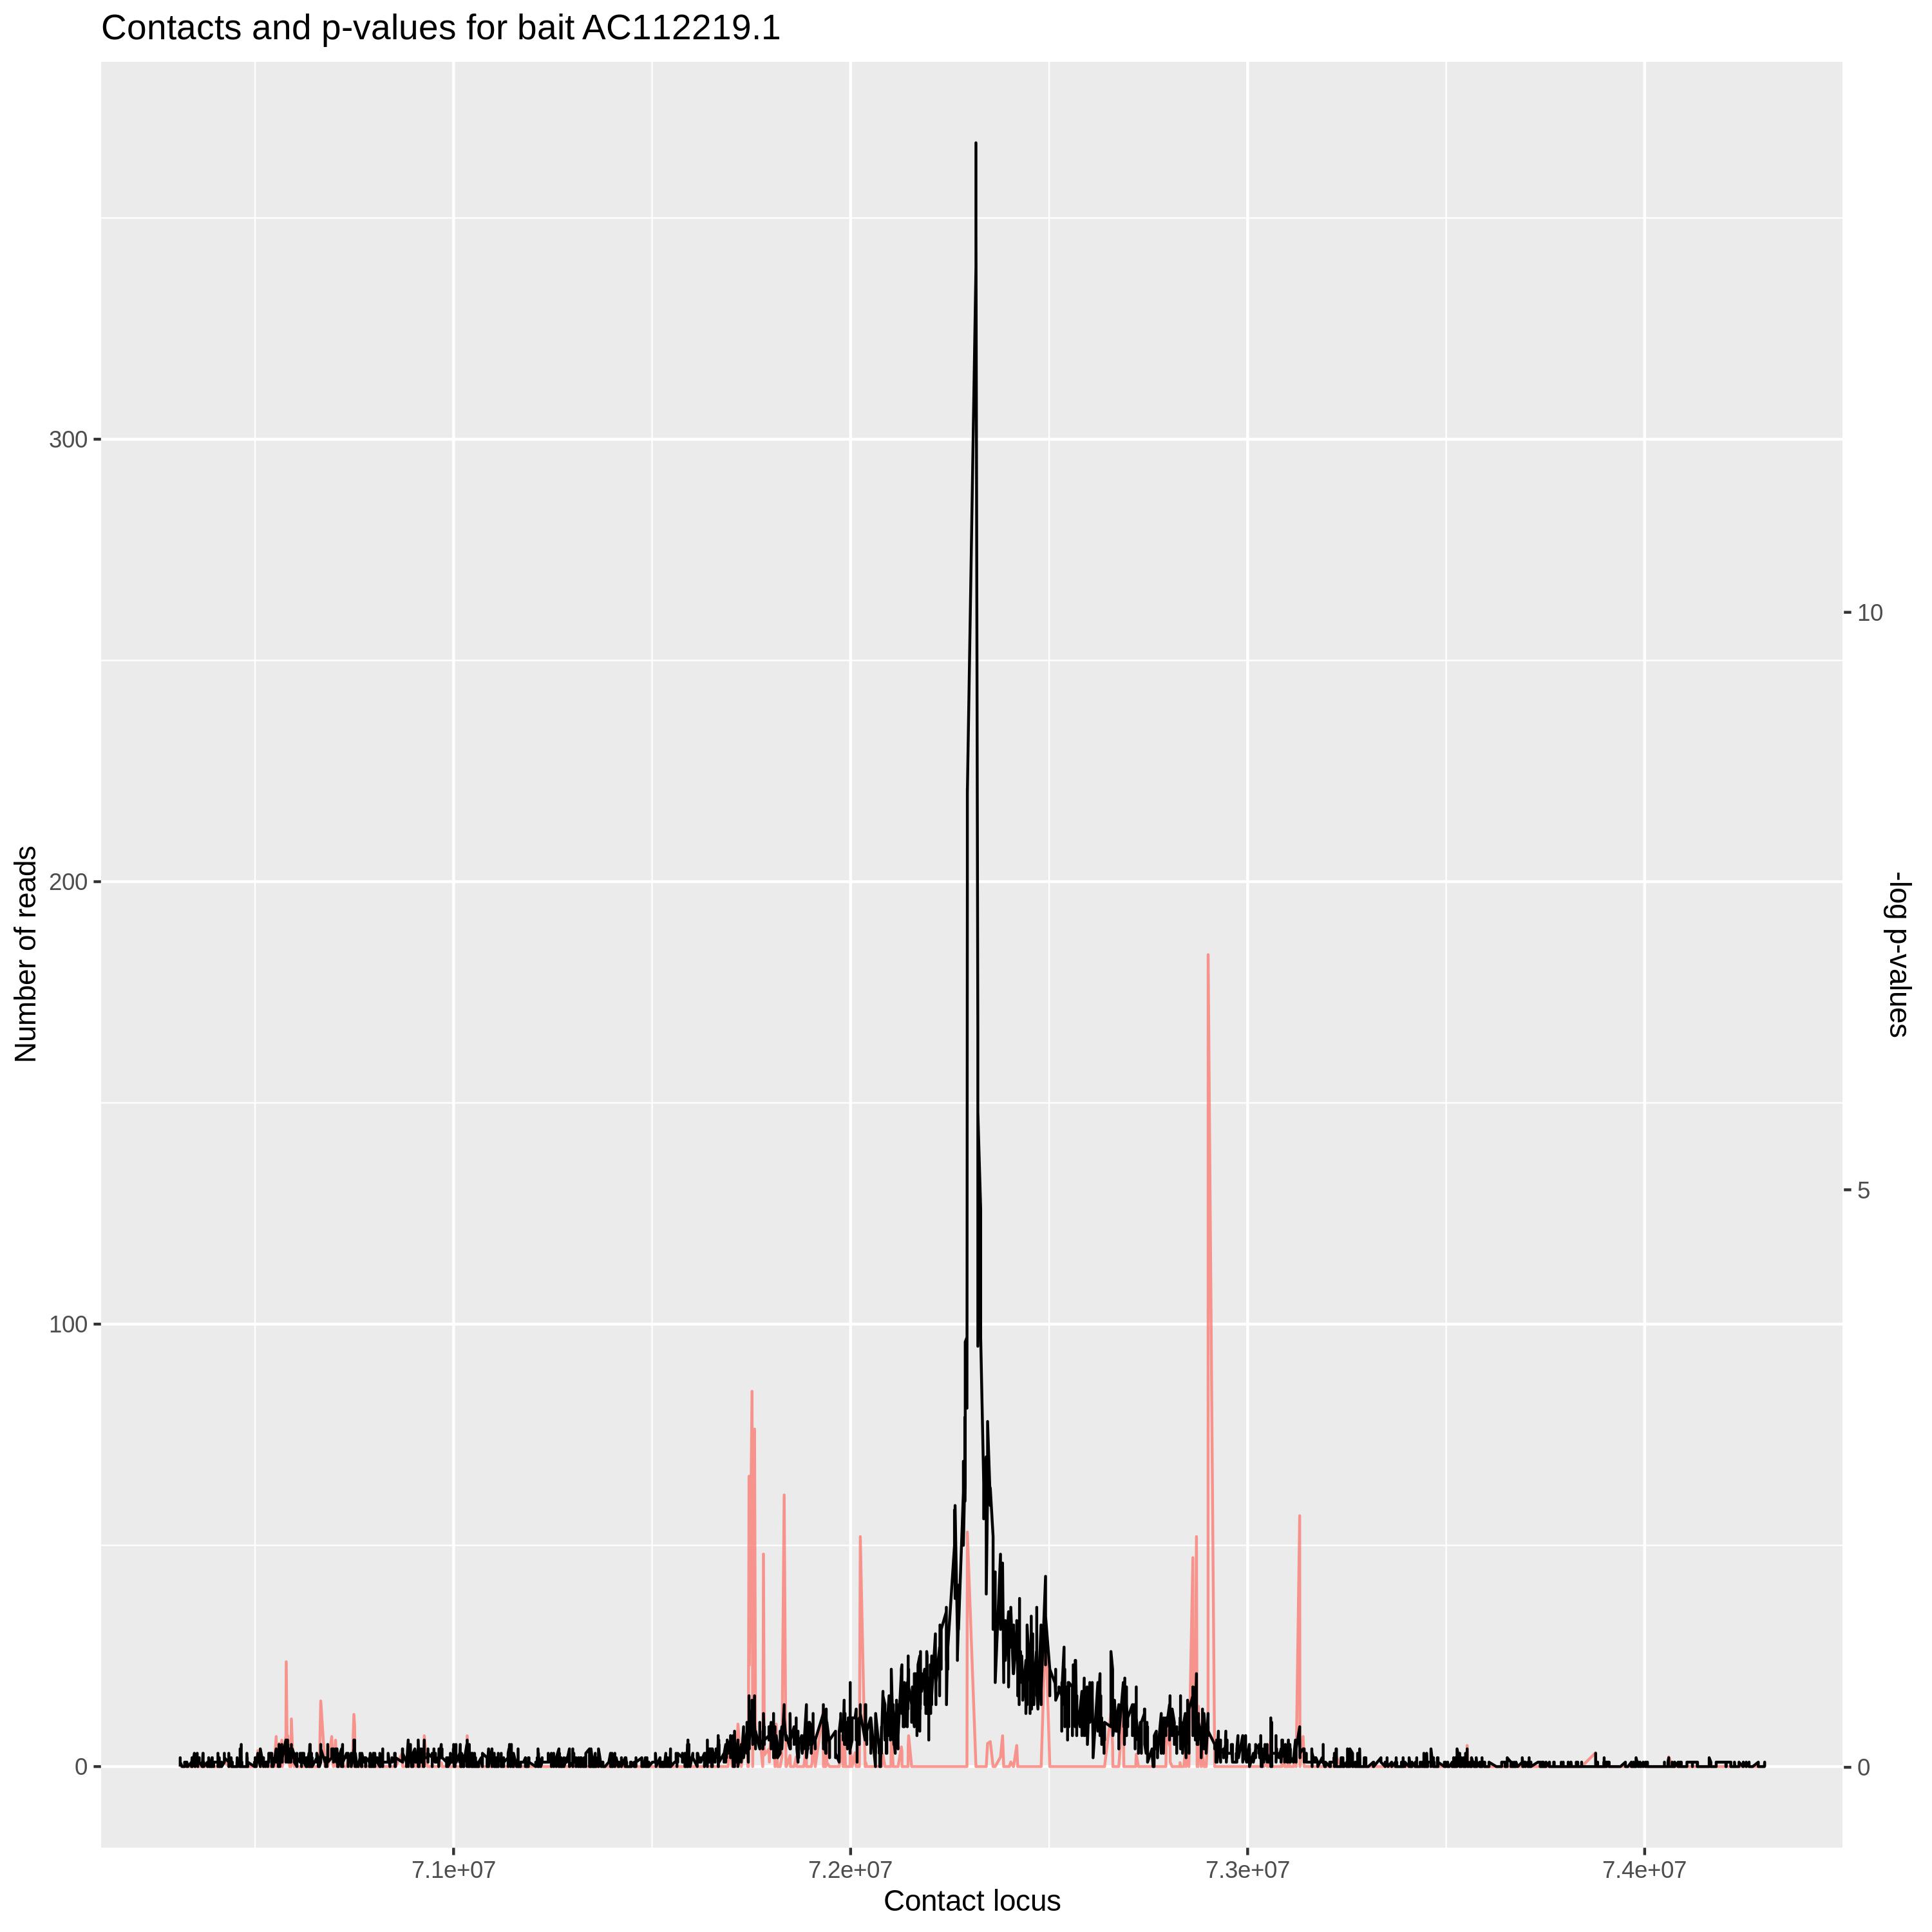 Contacts and p-values for bait AC112219.1
Number of reads
300
200
100
0
10
5
0
-log p-values
7.1e+07
7.2e+07
7.3e+07
7.4e+07
Contact locus